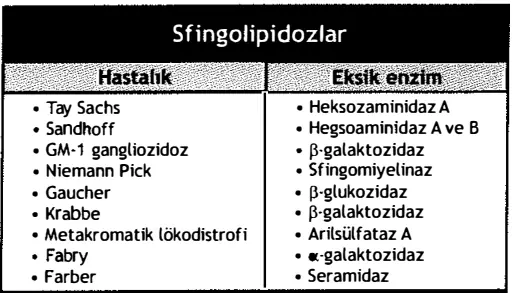 Sfingolipidozlar
Hastalık Eksik enzim
• Tay Sachs • Heksozaminidaz A
• Sandhoff • Hegsoaminidaz A ve B
• GM-1 gangliozidoz • β-galaktozidaz
• Niemann Pick • Sfingomiyelinaz
• Gaucher • β-glukozidaz
• Krabbe • β-galaktozidaz
• Metakromatik lökodistrofi • Arilsülfataz A
• Fabry • α-galaktozidaz
• Farber • Seramidaz